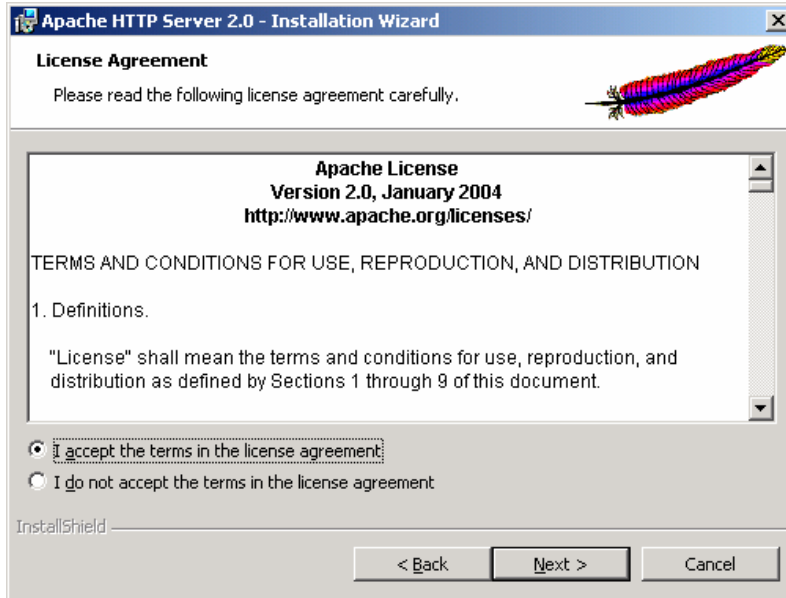 Apache HTTP Server 2.0 - Installation Wizard
License Agreement
Please read the following license agreement carefully.
Apache License
Version 2.0, January 2004
http://www.apache.org/licenses/
TERMS AND CONDITIONS FOR USE, REPRODUCTION, AND DISTRIBUTION
1. Definitions.
"License" shall mean the terms and conditions for use, reproduction, and
distribution as defined by Sections 1 through 9 of this document.
I accept the terms in the license agreement
I do not accept the terms in the license agreement
InstallShield
< Back Next > Cancel